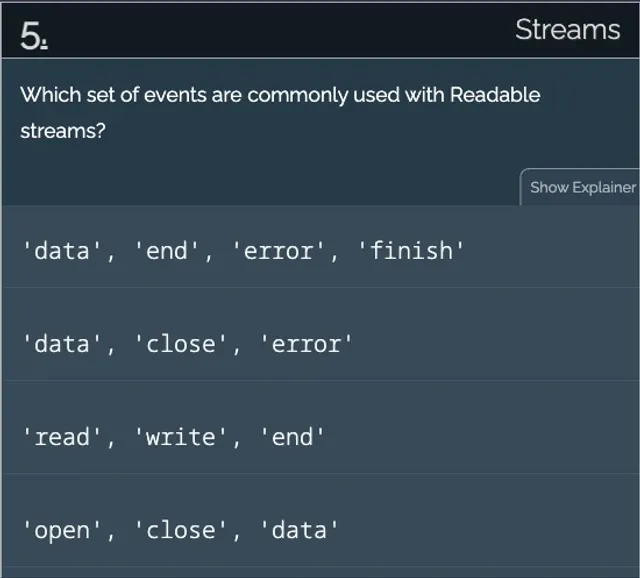 5.
Streams
Which set of events are commonly used with Readable
streams?
Show Explainer
'data', 'end', 'error', 'finish'
'data', 'close', 'error'
'read', 'write', 'end'
'open', 'close', 'data'